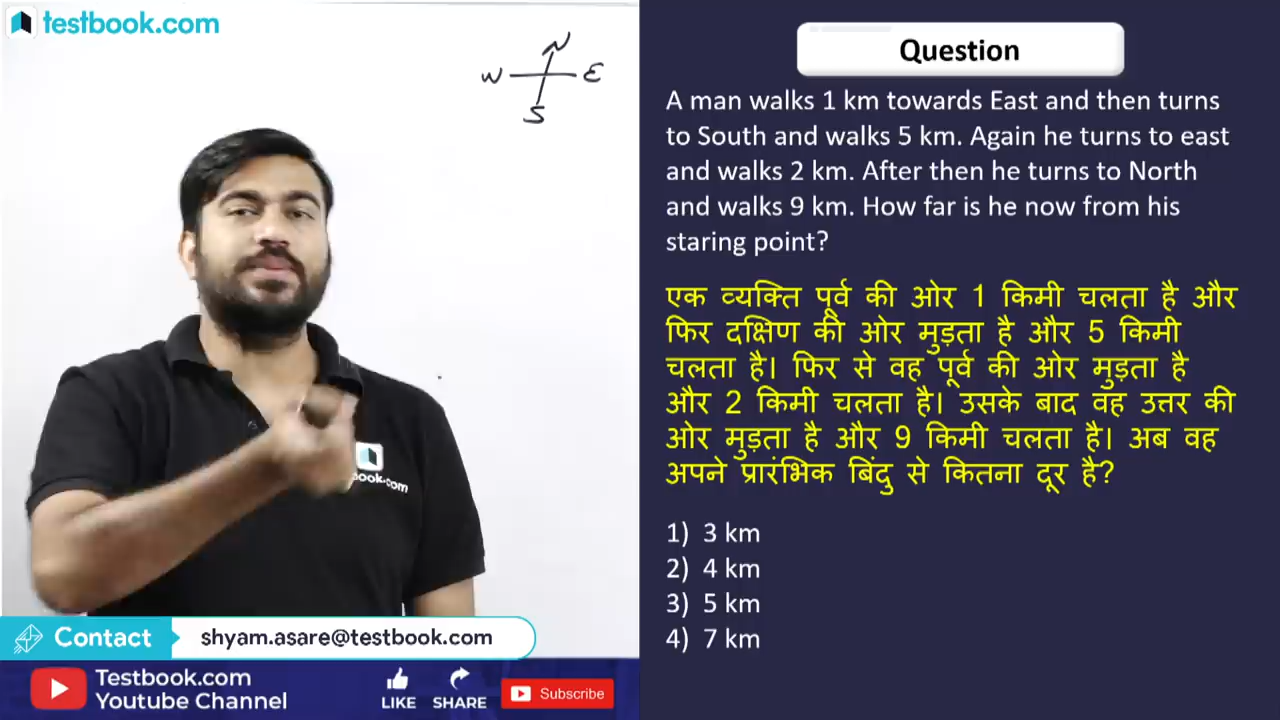 testbook.com
N
W E
S
book.com
Contact shyam.asare@testbook.com
Testbook.com
Youtube Channel
LIKE SHARE Subscribe
Question
A man walks 1 km towards East and then turns
to South and walks 5 km. Again he turns to east
and walks 2 km. After then he turns to North
and walks 9 km. How far is he now from his
staring point?
एक व्यक्ति पूर्व की ओर 1 किमी चलता है और
फिर दक्षिण की ओर मुड़ता है और 5 किमी
चलता है। फिर से वह पूर्व की ओर मुड़ता है
और 2 किमी चलता है। उसके बाद वह उत्तर की
ओर मुड़ता है और 9 किमी चलता है। अब वह
अपने प्रारंभिक बिंदु से कितना दूर है?
1) 3 km
2) 4 km
3) 5 km
4) 7 km